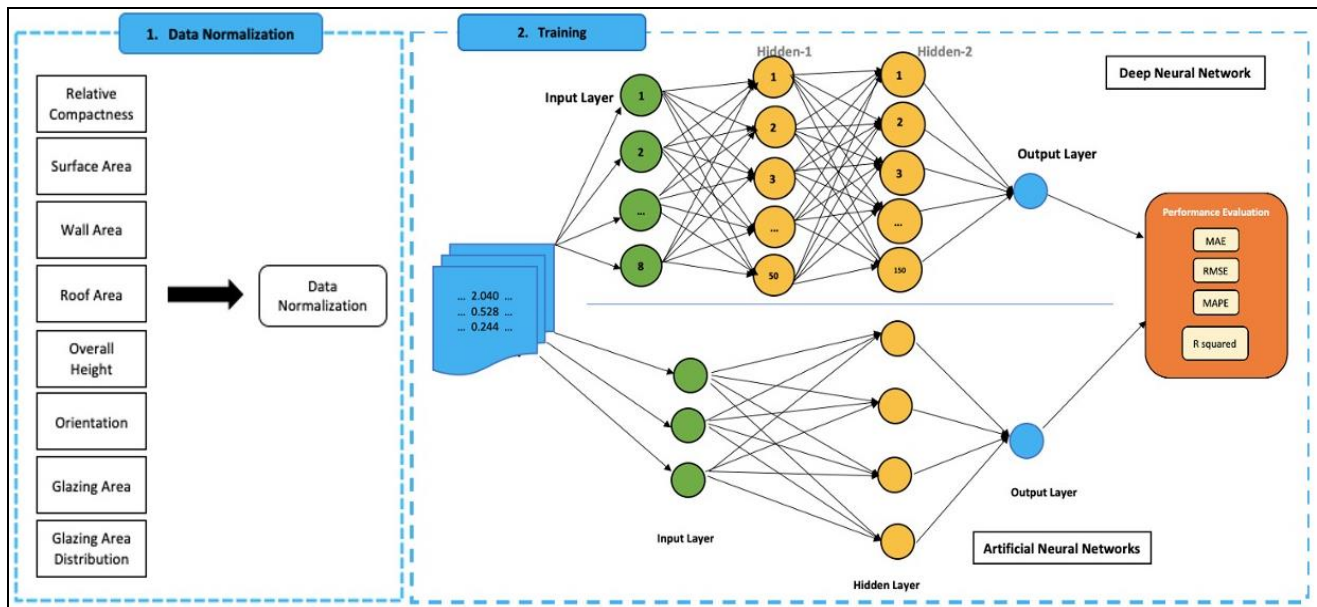 1. Data Normalization
Relative
Compactness
Surface Area
Wall Area
Roof Area
Overall
Height
Orientation
Glazing Area
Glazing Area
Distribution
Data
Normalization
2. Training
Hidden-1
Hidden-2
Deep Neural Network
Input Layer
1
2
...
8
1
2
3
...
50
1
2
3
...
150
Output Layer
... 2.040 ...
... 0.528 ...
... 0.244 ...
Performance Evaluation
MAE
RMSE
MAPE
R squared
Input Layer
Hidden Layer
Output Layer
Artificial Neural Networks